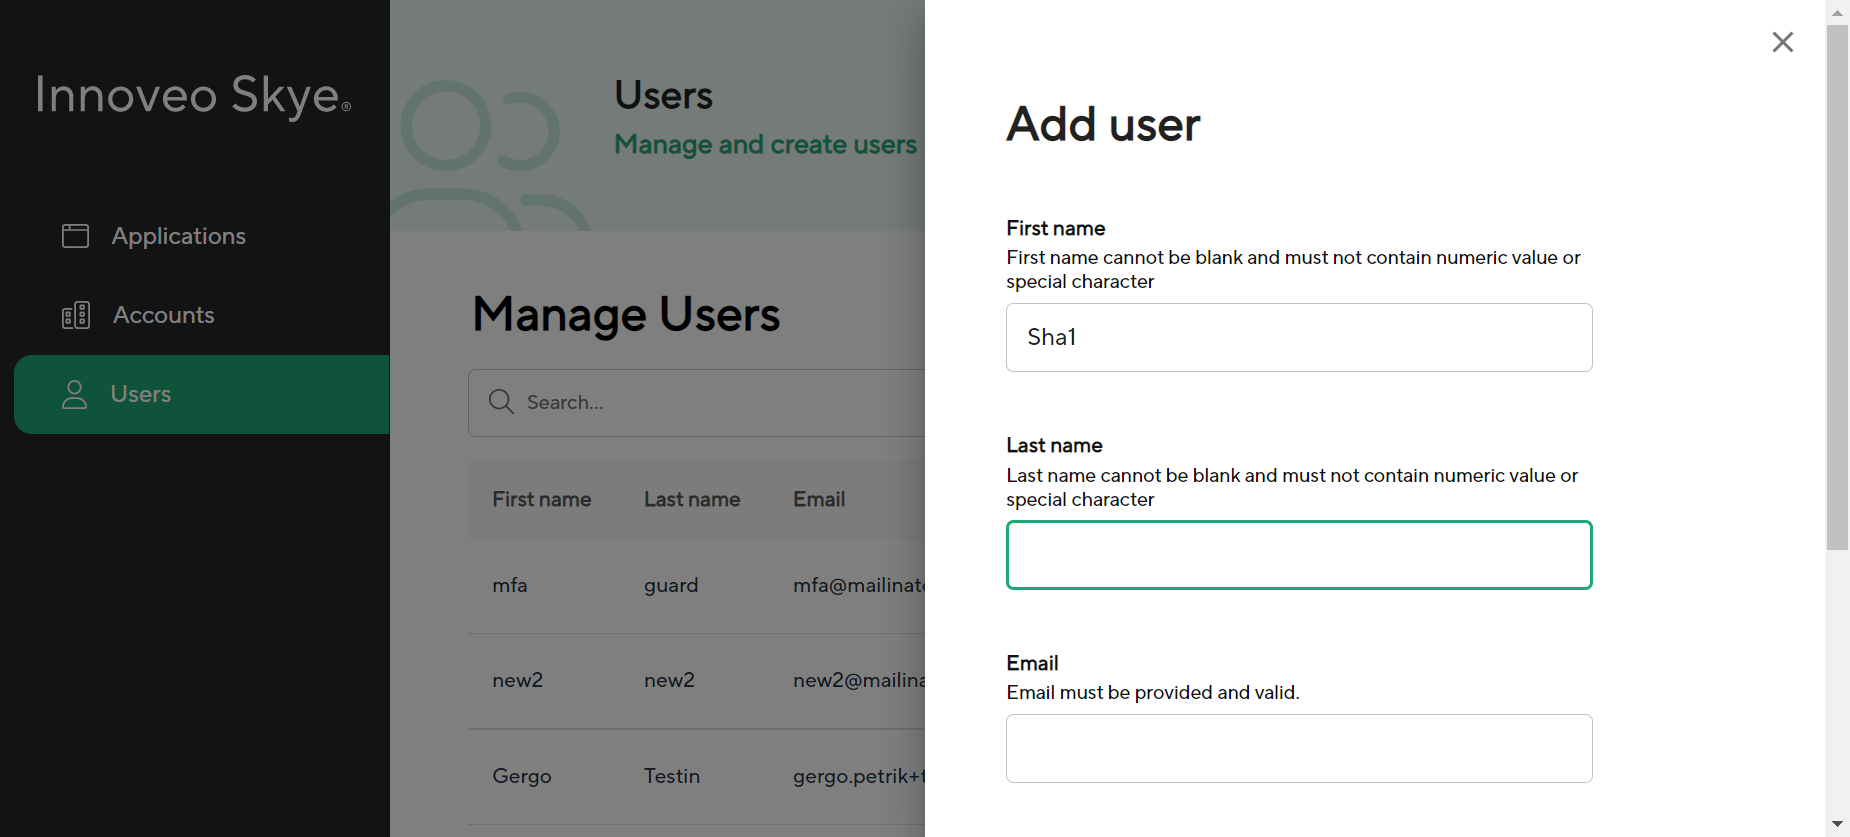 Innoveo Skye®
Applications
Accounts
Users
Users
Manage and create users
Manage Users
Search...
First name Last name Email
mfa guard mfa@mailinato
new2 new2 new2@mailina
Gergo Testin gergo.petrik+t
Add user
First name
First name cannot be blank and must not contain numeric value or
special character
Sha1
Last name
Last name cannot be blank and must not contain numeric value or
special character
Email
Email must be provided and valid.